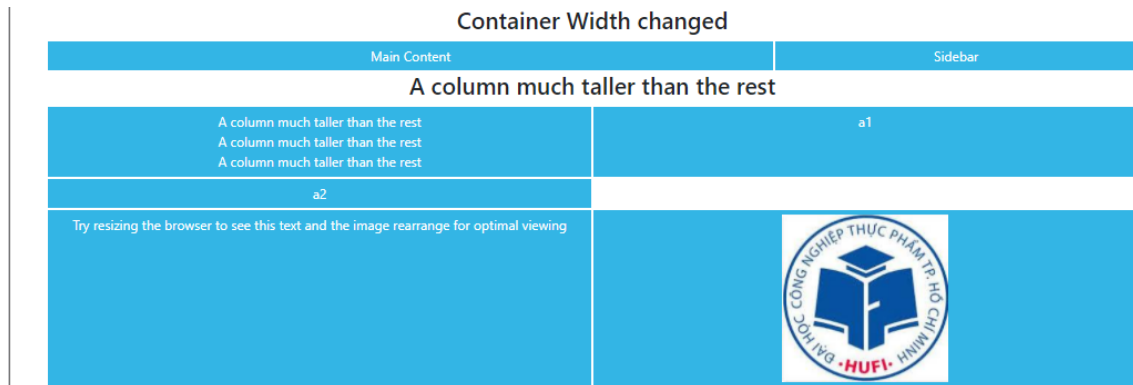 Container Width changed
Main Content
Sidebar
A column much taller than the rest
A column much taller than the rest
A column much taller than the rest
A column much taller than the rest
a1
a2
Try resizing the browser to see this text and the image rearrange for optimal viewing
ĐẠI HỌC CÔNG NGHIỆP THỰC PHẨM TP. HỒ CHÍ MINH
HUFI